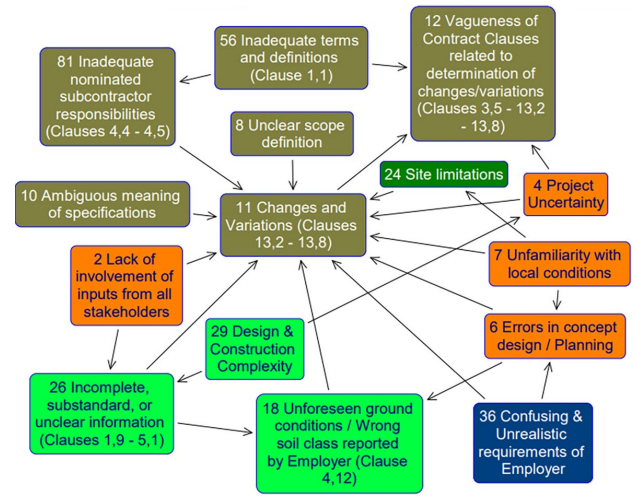 56 Inadequate terms
and definitions
(Clause 1,1)
12 Vagueness of
Contract Clauses
related to
determination of
changes/variations
(Clauses 3,5 - 13,2
- 13,8)
81 Inadequate
nominated
subcontractor
responsibilities
(Clauses 4,4 - 4,5)
8 Unclear scope
definition
24 Site limitations
4 Project
Uncertainty
10 Ambiguous meaning
of specifications
11 Changes and
Variations (Clauses
13,2 - 13,8)
2 Lack of
involvement of
inputs from all
stakeholders
7 Unfamiliarity with
local conditions
29 Design &
Construction
Complexity
6 Errors in concept
design / Planning
26 Incomplete,
substandard, or
unclear information
(Clauses 1,9 - 5,1)
18 Unforeseen ground
conditions / Wrong
soil class reported
by Employer (Clause
4,12)
36 Confusing &
Unrealistic
requirements of
Employer